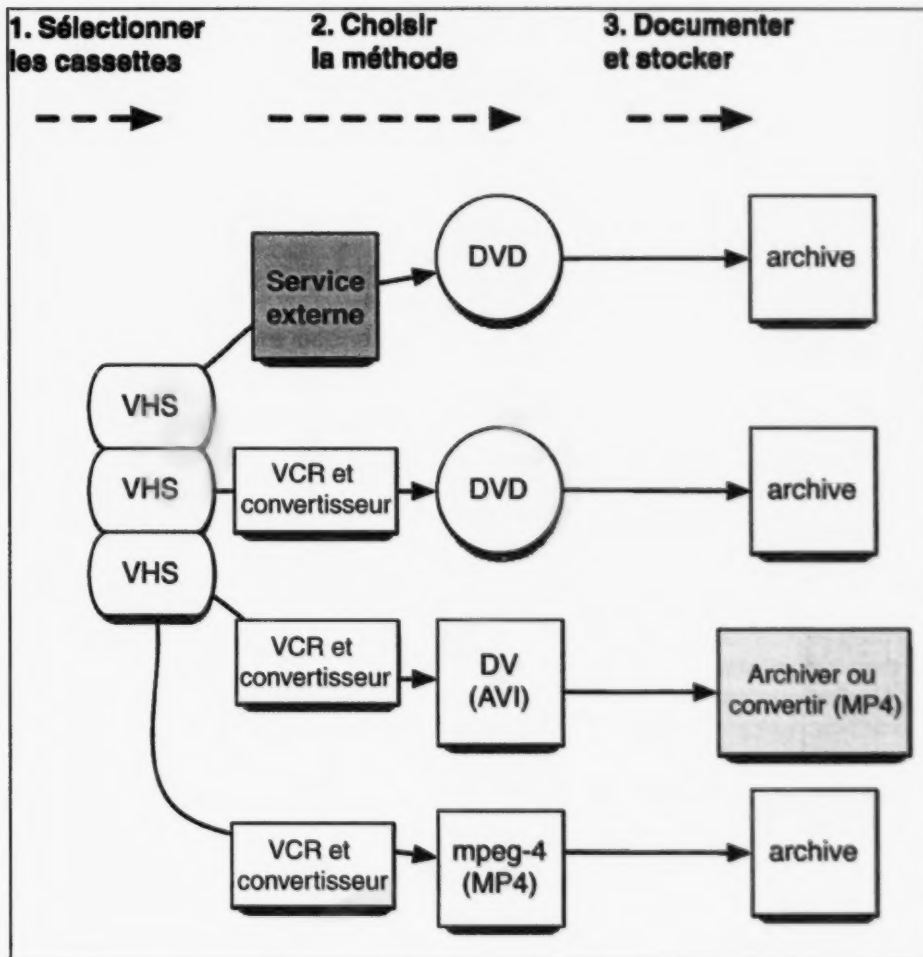 1. Sélectionner
les cassettes
2. Choisir
la méthode
3. Documenter
et stocker
Service
externe
DVD
archive
VHS
VHS
VHS
VCR et
convertisseur
DVD
archive
VCR et
convertisseur
DV
(AVI)
Archiver ou
convertir (MP4)
VCR et
convertisseur
mpeg-4
(MP4)
archive